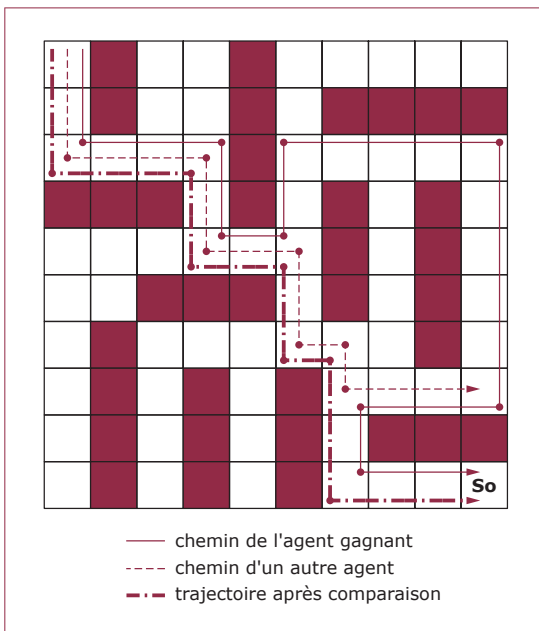 So
chemin de l'agent gagnant
chemin d'un autre agent
trajectoire après comparaison